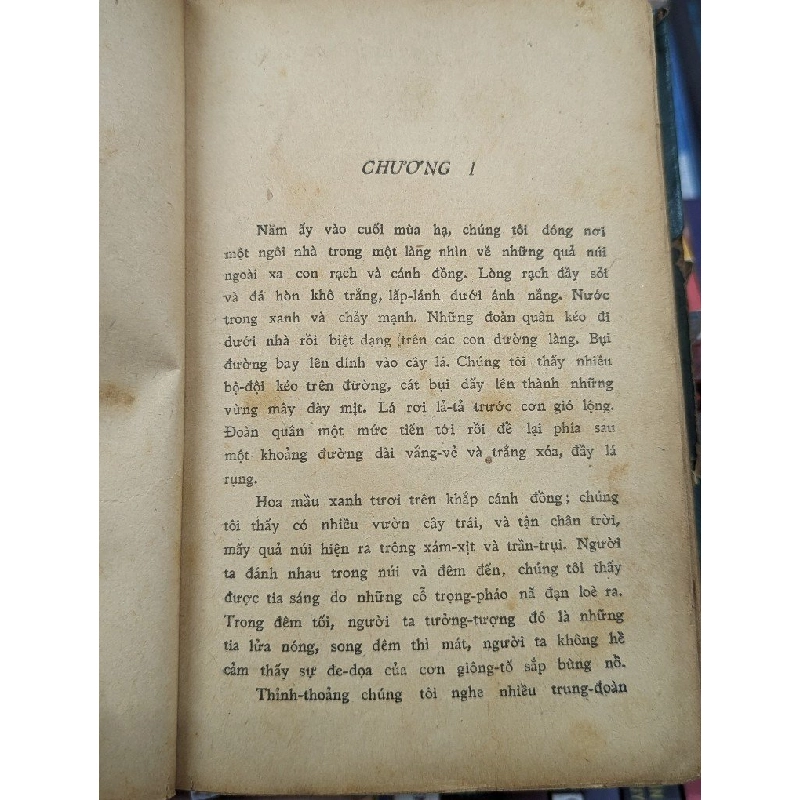 CHƯƠNG 1
Năm ấy vào cuối mùa hạ, chúng tôi đóng nơi
một ngôi nhà trong một làng nhìn về những quả núi
ngoài xa con rạch và cánh đồng. Lòng rạch đầy sỏi
và đá hòn khô trắng, lấp-lánh dưới ánh nắng. Nước
trong xanh và chảy mạnh. Những đoàn quân kéo đi
dưới nhà rồi biệt dạng trên các con đường làng. Bụi
đường bay lên dính vào cây lá. Chúng tôi thấy nhiều
bộ-đội kéo trên đường, cát bụi dấy lên thành những
vừng mây dày mịt. Lá rơi lả-tả trước cơn gió lộng.
Đoàn quân một mức tiến tới rồi để lại phía sau
một khoảng đường dài vắng-vẻ và trắng xóa, đầy lá
rụng.
Hoa mầu xanh tươi trên khắp cánh đồng; chúng
tôi thấy có nhiều vườn cây trái, và tận chân trời,
mấy quả núi hiện ra trông xám-xịt và trần-trụi. Người
ta đánh nhau trong núi và đêm đến, chúng tôi thấy
được tia sáng do những cỗ trọng-pháo nã đạn loè ra.
Trong đêm tối, người ta tưởng-tượng đó là những
tia lửa nóng, song đêm thì mát, người ta không hề
cảm thấy sự đe-dọa của cơn giông-tố sắp bùng nổ.
Thỉnh-thoảng chúng tôi nghe nhiều trung-đoàn